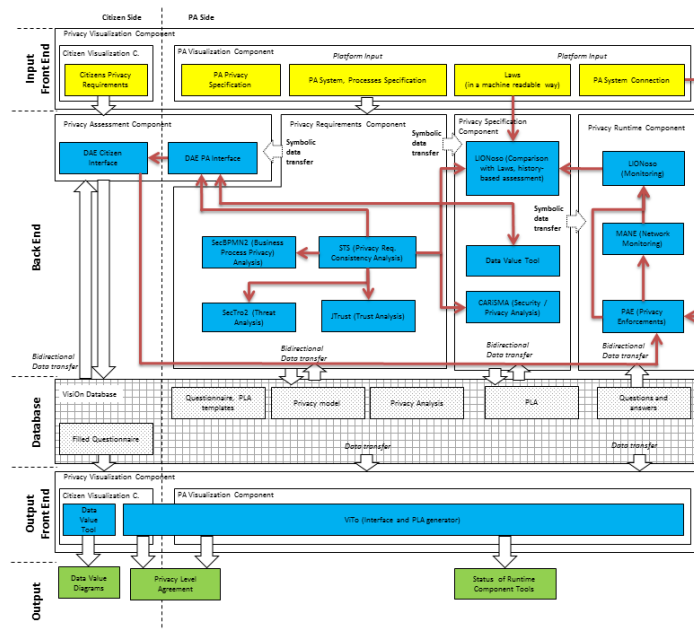 Citizen Side
PA Side
Input
Front End
Privacy Visualization Component
Citizen Visualization C.
Citizens Privacy
Requirements
PA Visualization Component
Platform Input
Platform Input
PA Privacy
Specification
PA System, Processes Specification
Laws
(in a machine readable way)
PA System Connection
Back End
Privacy Assessment Component
DAE Citizen
Interface
DAE PA Interface
Symbolic
data
transfer
Privacy Requirements Component
Symbolic
data
transfer
SecBPMN2 (Business
Process Privacy)
Analysis)
STS (Privacy Req.
Consistency Analysis)
SecTro2 (Threat
Analysis)
JTrust (Trust Analysis)
Privacy Specification
Component
LIONoso (Comparison
with Laws, history-
based assessment)
Data Value Tool
CARISMA (Security /
Privacy Analysis)
Symbolic
data
transfer
Privacy Runtime Component
LIONoso
(Monitoring)
MANE (Network
Monitoring)
PAE (Privacy
Enforcements)
Bidirectional
Data transfer
Bidirectional
Data transfer
Bidirectional
Data transfer
Bidirectional
Data transfer
Database
VisiOn Database
Filled Questionnaire
Questionnaire, PLA
templates
Privacy model
Privacy Analysis
PLA
Questions and
answers
Data transfer
Data transfer
Output
Front End
Privacy Visualization Component
Citizen Visualization C.
Data
Value
Tool
PA Visualization Component
ViTo (Interface and PLA generator)
Output
Data Value
Diagrams
Privacy Level
Agreement
Status of Runtime
Component Tools